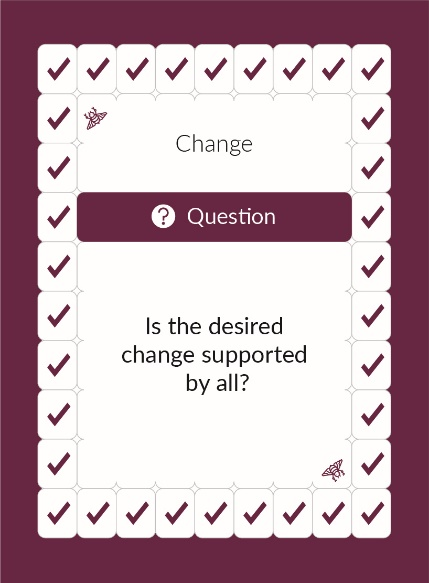 Change
? Question
Is the desired
change supported
by all?